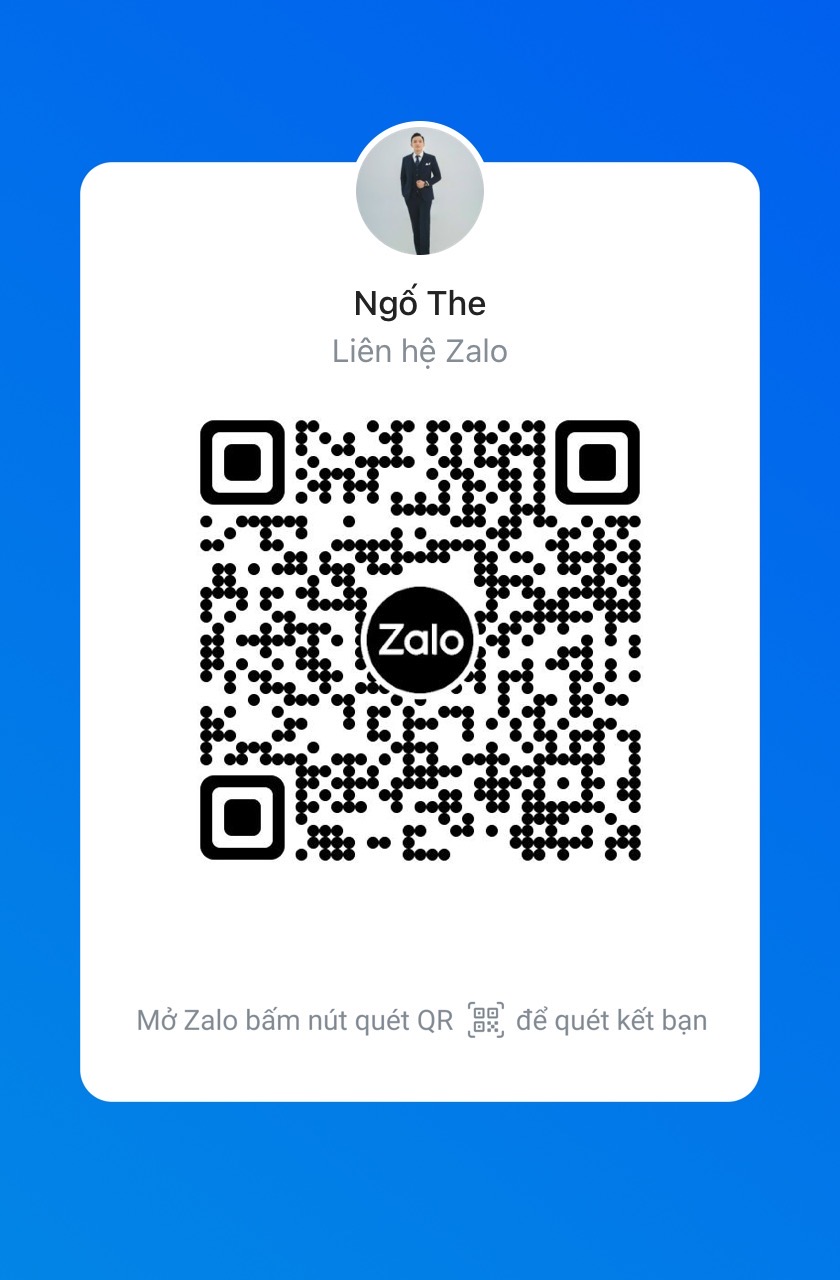 Ngố The
Liên hệ Zalo
Zalo
Mở Zalo bấm nút quét QR để quét kết bạn